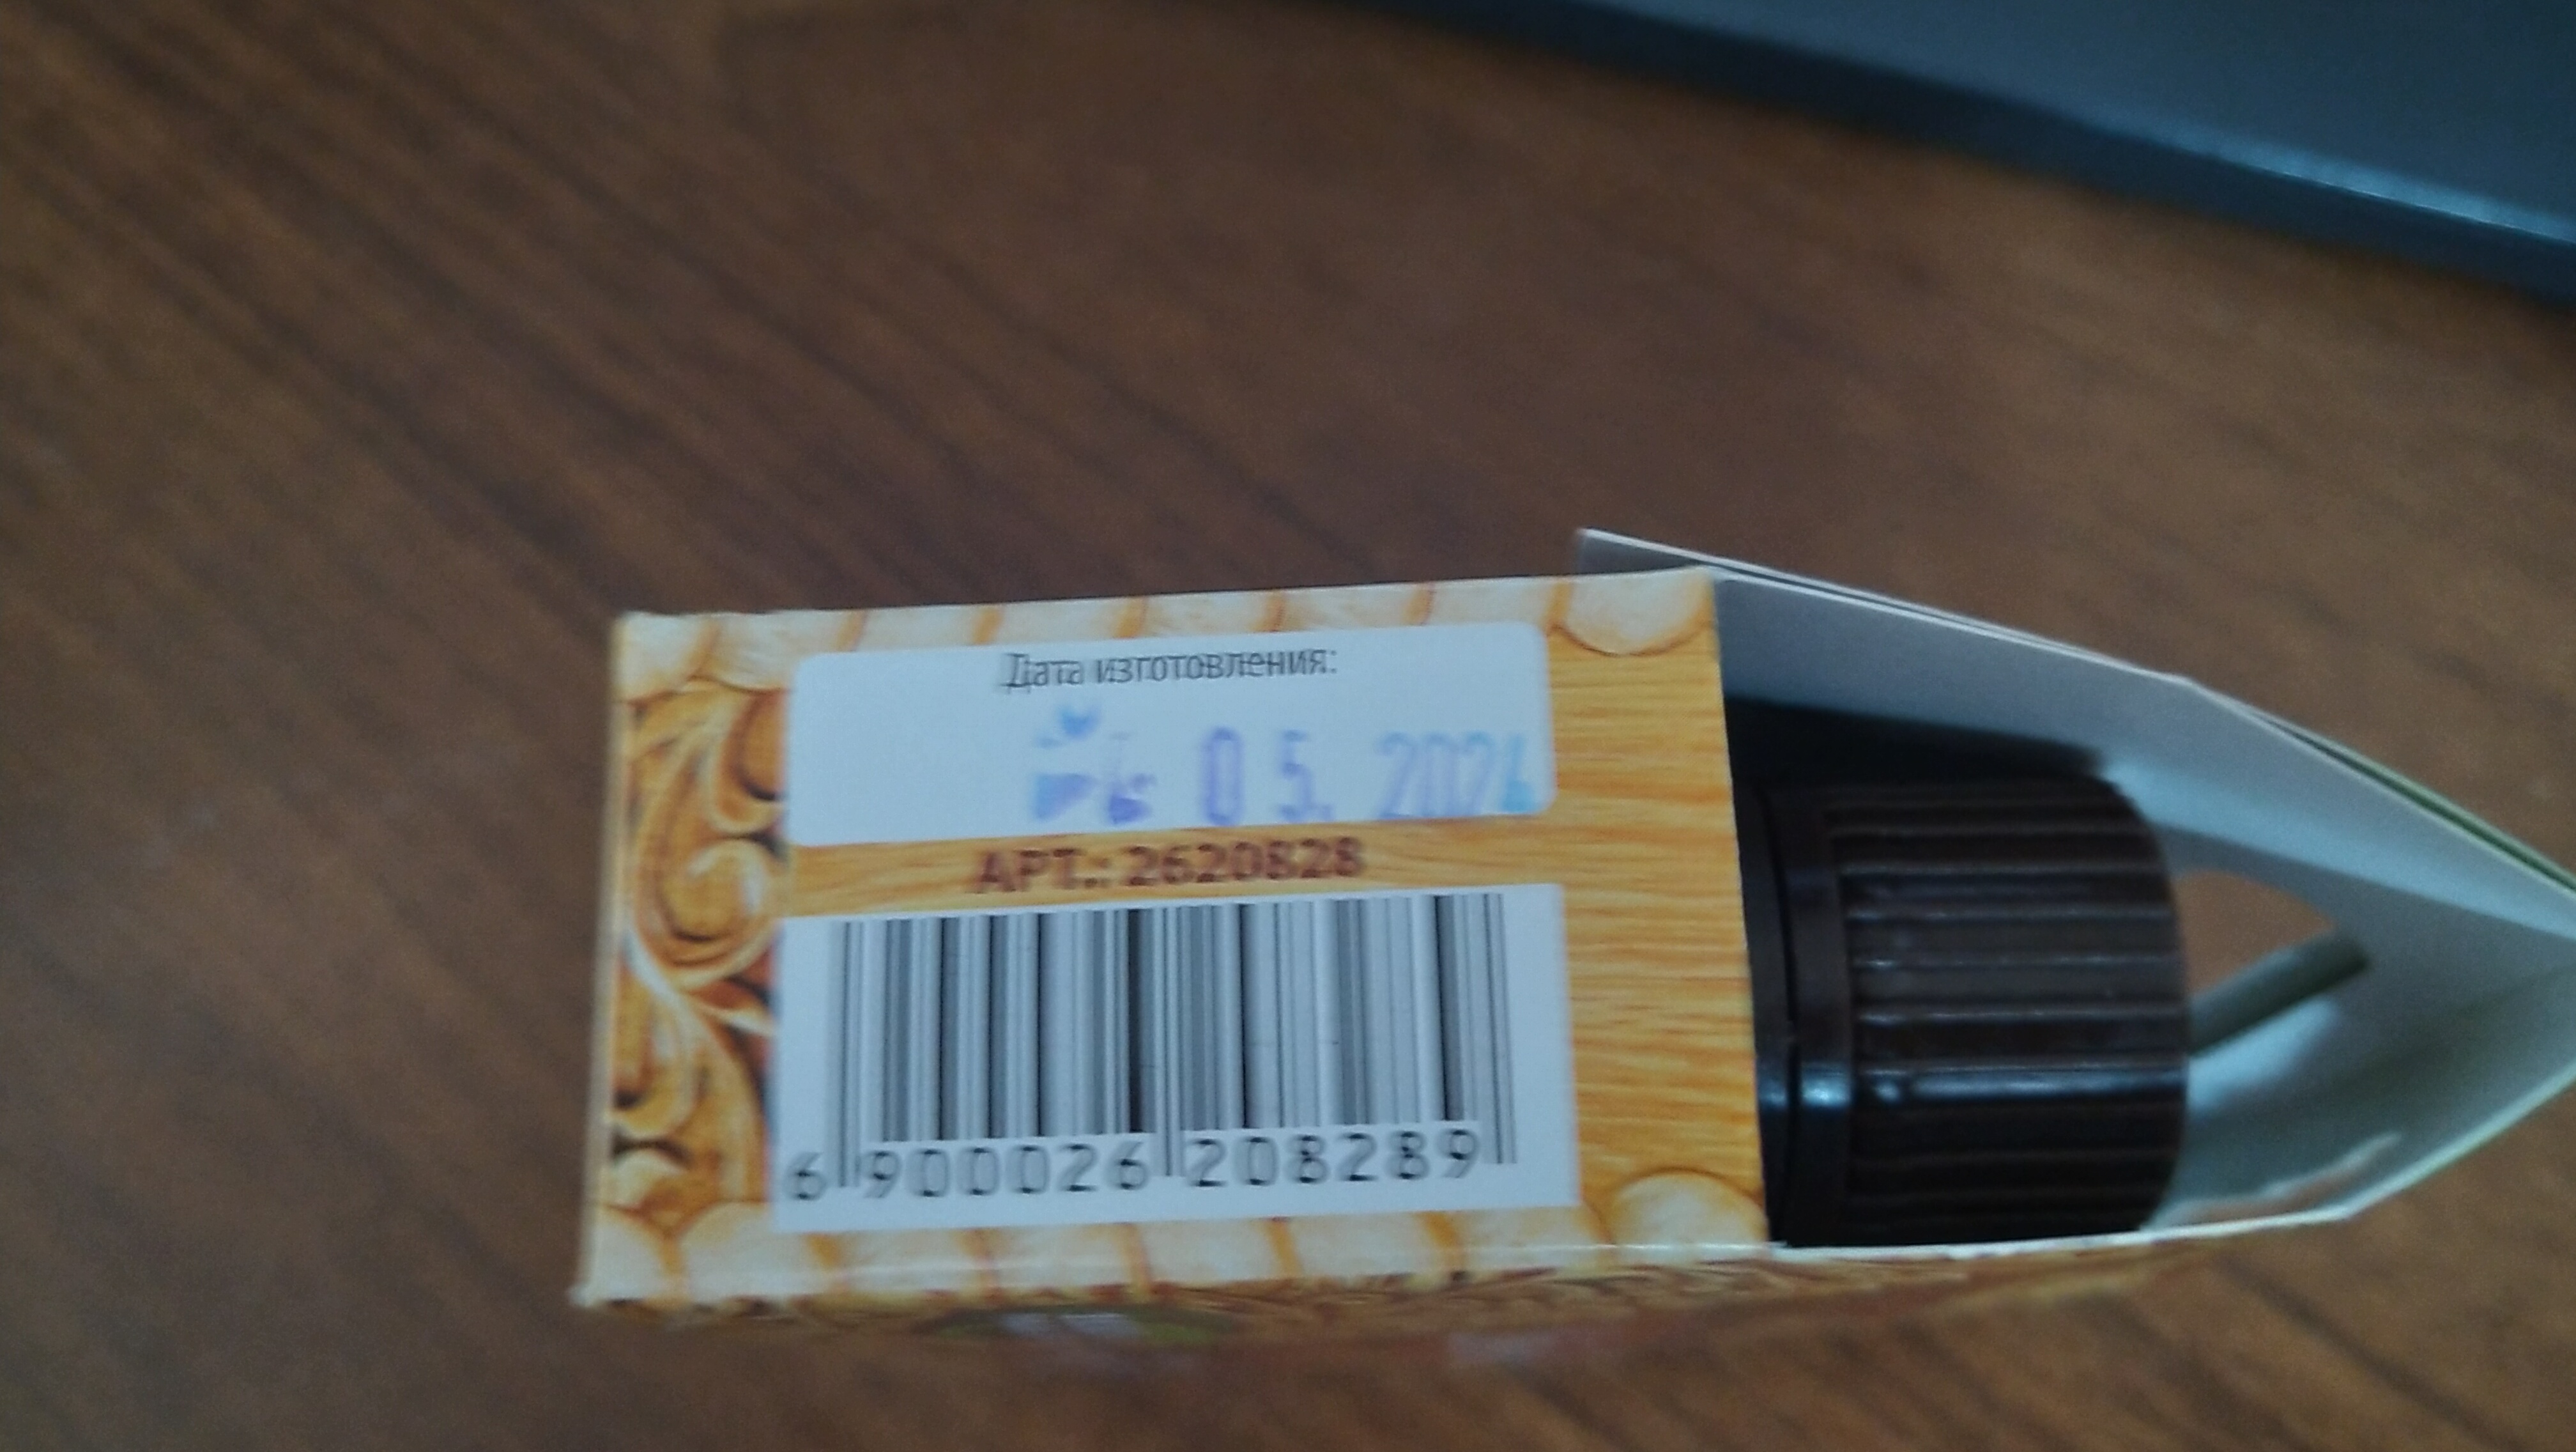 Дата изготовления:
05. 2024
АРТ.: 2620828
6 900026 208289